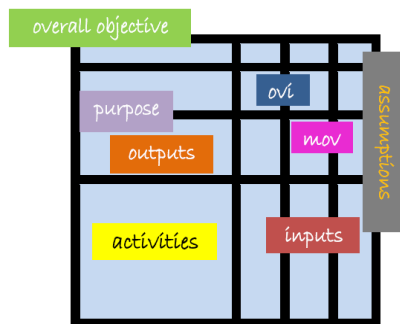 overall objective
ovi
purpose
assumptions
mov
outputs
activities
inputs